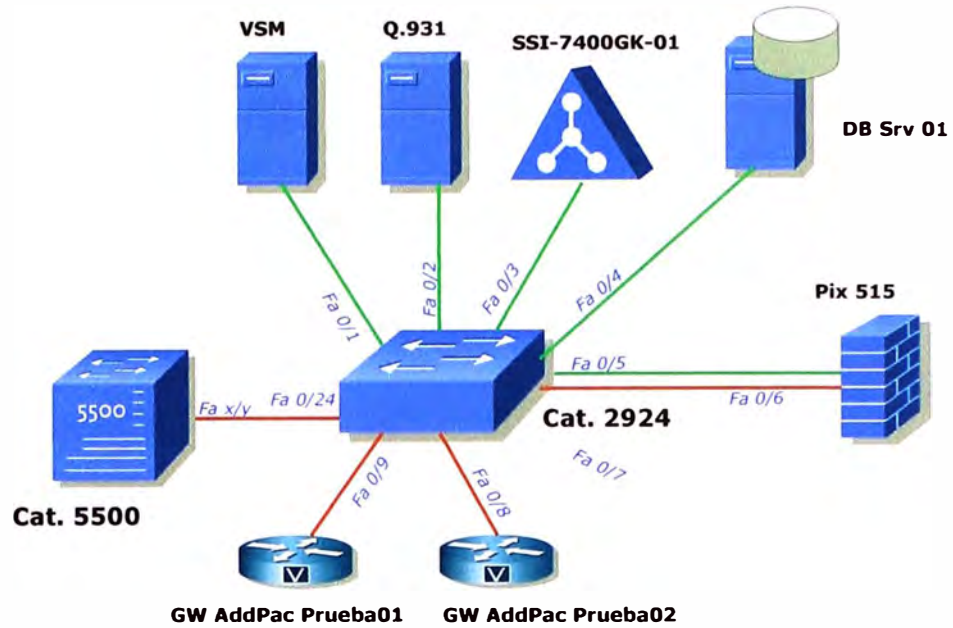 VSM
Q.931
SSI-7400GK-01
DB Srv 01
Fa 0/1
Fa 0/2
Fa 0/3
Fa 0/4
Pix 515
Fa 0/5
Fa 0/6
5500
Fa x/y
Fa 0/24
Cat. 2924
Fa 0/7
Fa 0/9
Fa 0/8
Cat. 5500
V
V
GW AddPac Prueba01
GW AddPac Prueba02